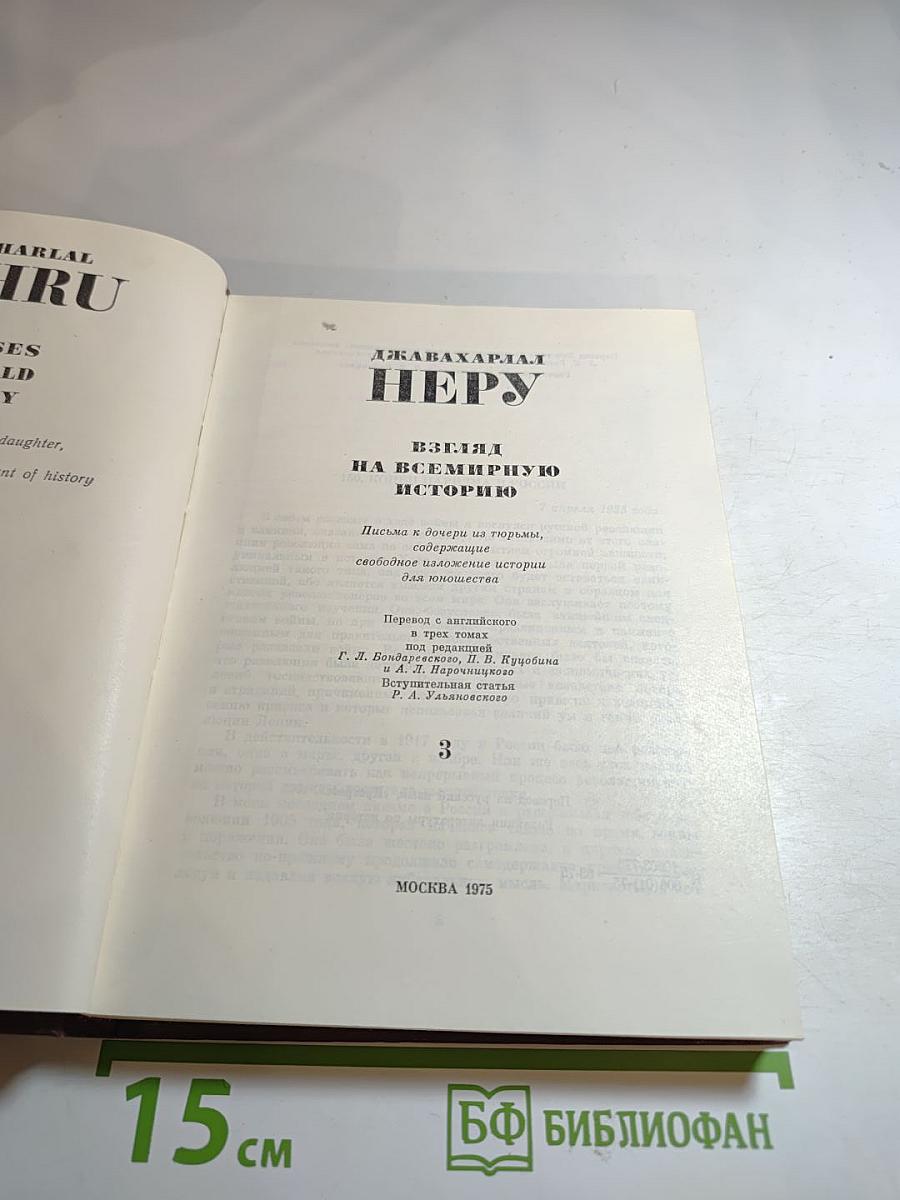 HARLAL
HRU
SES
LD
Y
daughter,
nt of history
ДЖАВАХАРЛАЛ
НЕРУ
ВЗГЛЯД
НА ВСЕМИРНУЮ
ИСТОРИЮ
Письма к дочери из тюрьмы,
содержащие
свободное изложение истории
для юношества
Перевод с английского
в трех томах
под редакцией
Г. Л. Бондаревского, П. В. Куцобина
и А. Л. Нарочницкого
Вступительная статья
Р. А. Ульяновского
3
МОСКВА 1975
15 см
БФ БИБЛИОФАН